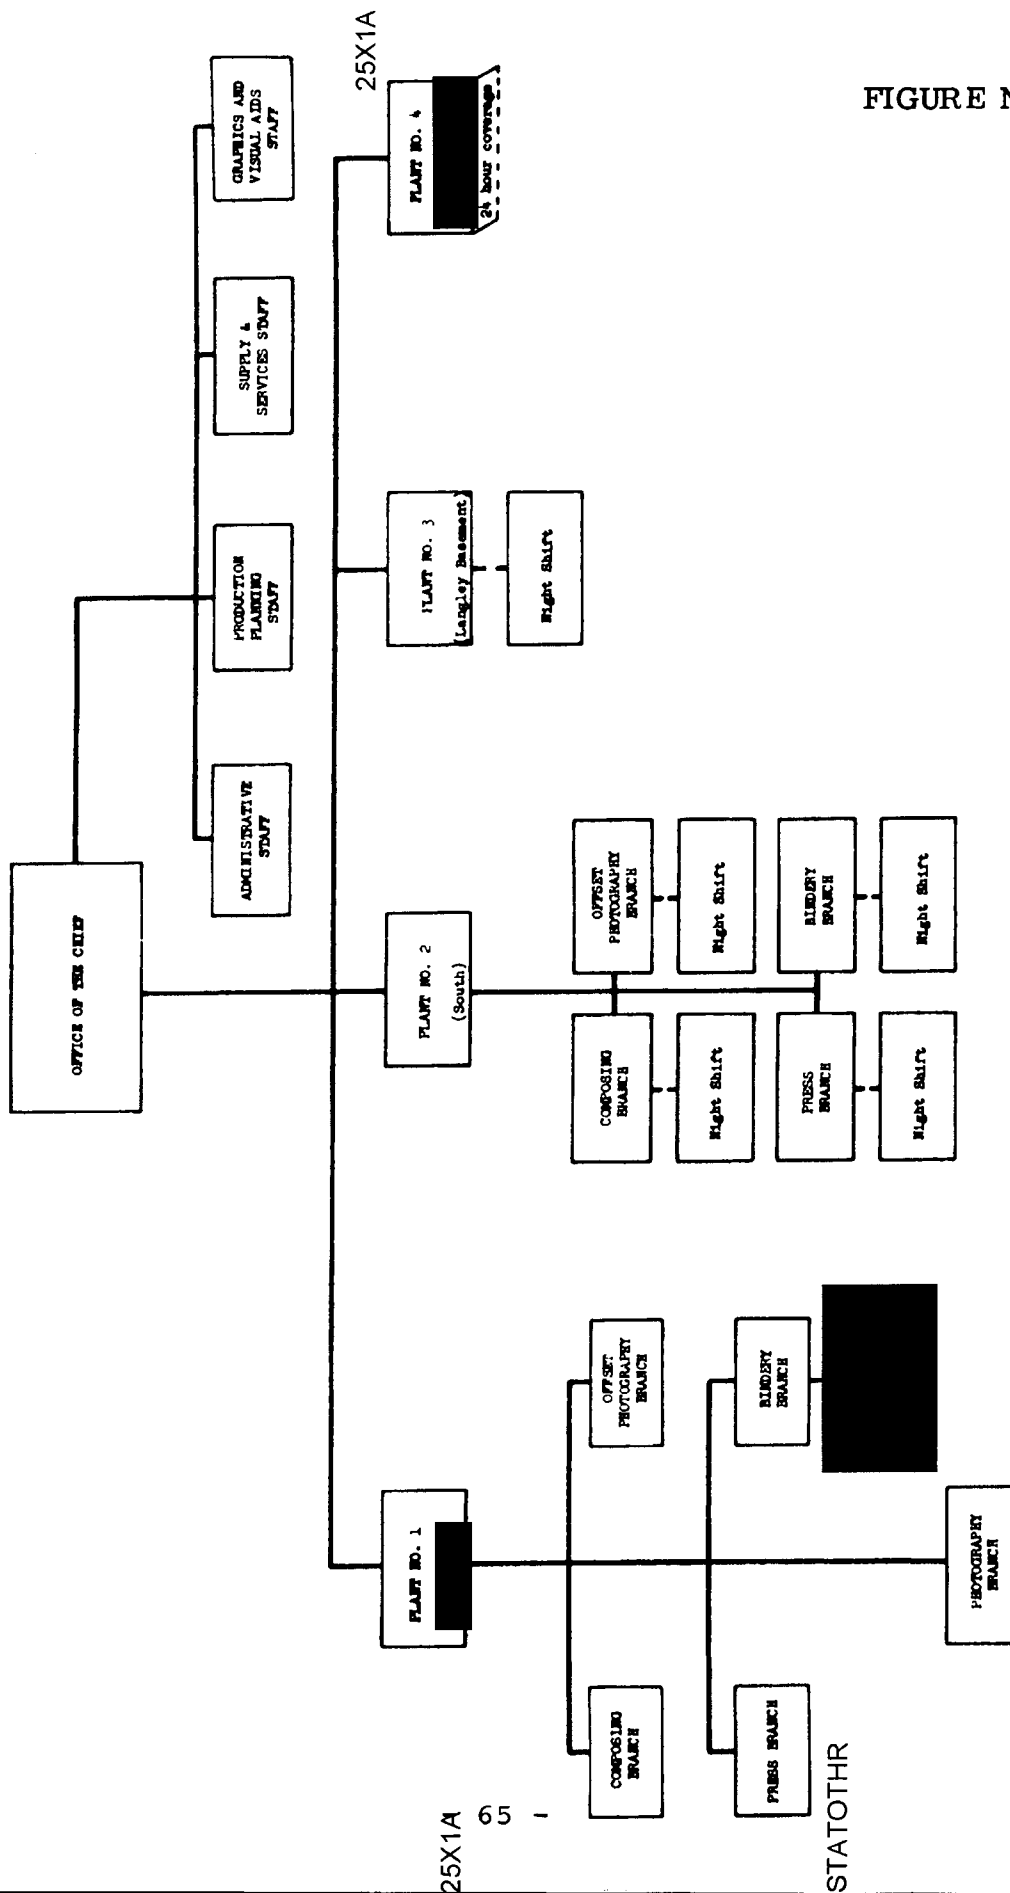 FIGURE N
OFFICE OF THE CHIEF
ADMINISTRATIVE
STAFF
PRODUCTION
PLANNING
STAFF
SUPPLY &
SERVICES STAFF
GRAPHICS AND
VISUAL AIDS
STAFF
25X1A
PLANT NO. 1
PLANT NO. 2
(South)
PLANT NO. 3
(Langley Basement)
Night Shift
PLANT NO. 4
24 hour coverage
COMPOSING
BRANCH
OFFSET
PHOTOGRAPHY
BRANCH
PRESS BRANCH
BINDERY
BRANCH
PHOTOGRAPHY
BRANCH
COMPOSING
BRANCH
Night Shift
OFFSET
PHOTOGRAPHY
BRANCH
Night Shift
PRESS
BRANCH
Night Shift
BINDERY
BRANCH
Night Shift
25X1A
65 -
STATOTHR